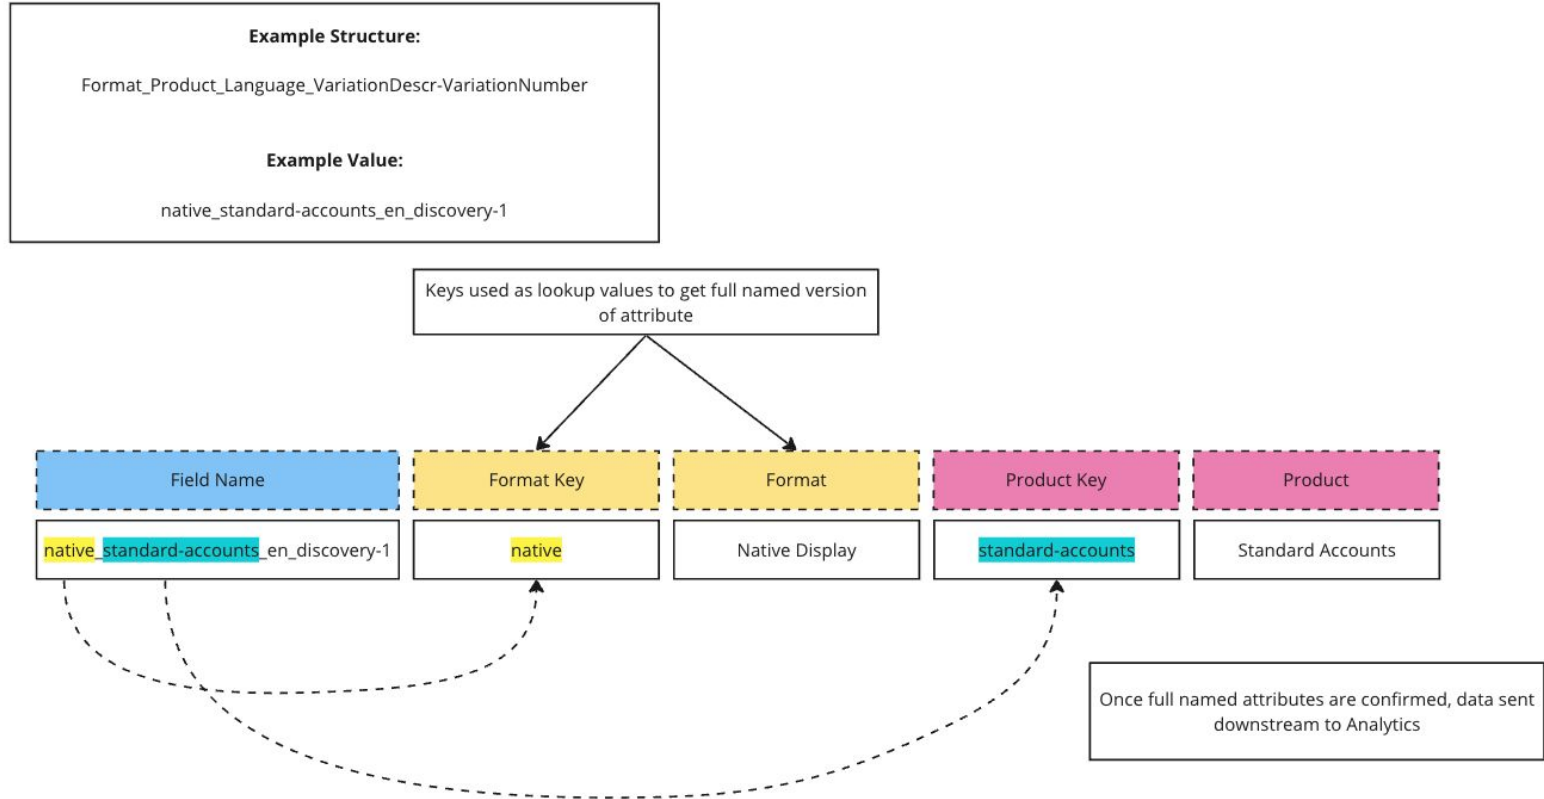 Example Structure:
Format_Product_Language_VariationDescr-VariationNumber
Example Value:
native_standard-accounts_en_discovery-1
Keys used as lookup values to get full named version
of attribute
Field Name
Format Key
Format
Product Key
Product
native_standard-accounts_en_discovery-1
native
Native Display
standard-accounts
Standard Accounts
Once full named attributes are confirmed, data sent
downstream to Analytics